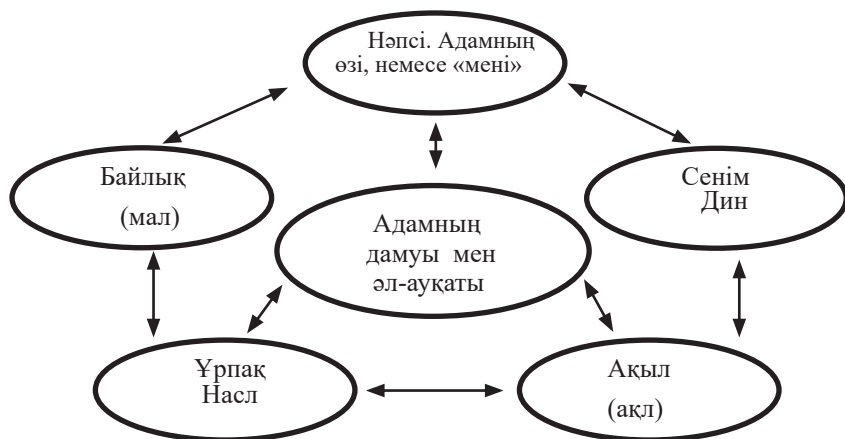 Нәпсі. Адамның
өзі, немесе «мені»
Байлық
(мал)
Сенім
Дин
Адамның
дамуы мен
әл-ауқаты
Ұрпақ
Насл
Ақыл
(ақл)